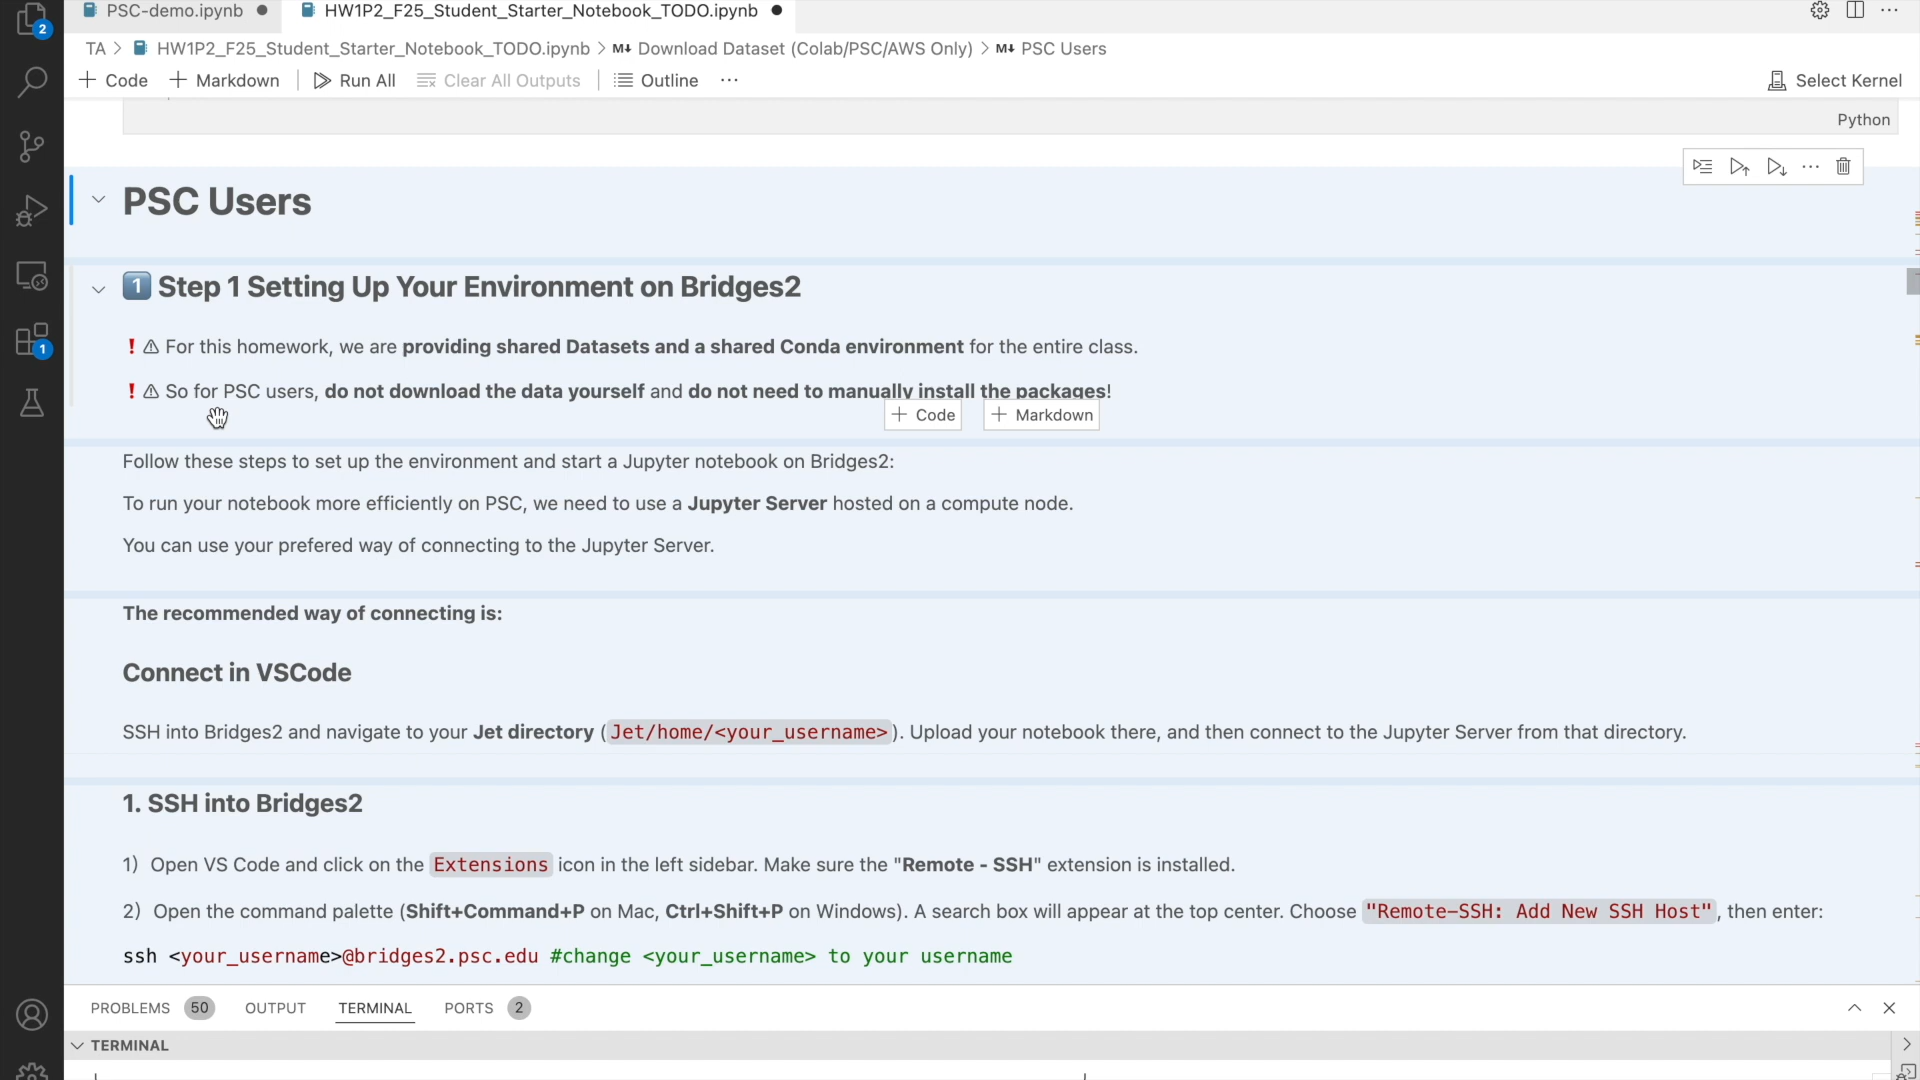 PSC-demo.ipynb
HW1P2_F25_Student_Starter_Notebook_TODO.ipynb
2
TA > HW1P2_F25_Student_Starter_Notebook_TODO.ipynb > M↓ Download Dataset (Colab/PSC/AWS Only) > M↓ PSC Users
+ Code + Markdown Run All Clear All Outputs Outline ···
Select Kernel
Python
PSC Users
1 Step 1 Setting Up Your Environment on Bridges2
❗ ⚠ For this homework, we are providing shared Datasets and a shared Conda environment for the entire class.
1
❗ ⚠ So for PSC users, do not download the data yourself and do not need to manually install the packages!
+ Code + Markdown
Follow these steps to set up the environment and start a Jupyter notebook on Bridges2:
To run your notebook more efficiently on PSC, we need to use a Jupyter Server hosted on a compute node.
You can use your prefered way of connecting to the Jupyter Server.
The recommended way of connecting is:
Connect in VSCode
SSH into Bridges2 and navigate to your Jet directory (Jet/home/<your_username>). Upload your notebook there, and then connect to the Jupyter Server from that directory.
1. SSH into Bridges2
1) Open VS Code and click on the Extensions icon in the left sidebar. Make sure the "Remote - SSH" extension is installed.
2) Open the command palette (Shift+Command+P on Mac, Ctrl+Shift+P on Windows). A search box will appear at the top center. Choose "Remote-SSH: Add New SSH Host", then enter:
ssh <your_username>@bridges2.psc.edu #change <your_username> to your username
PROBLEMS 50 OUTPUT TERMINAL PORTS 2
TERMINAL